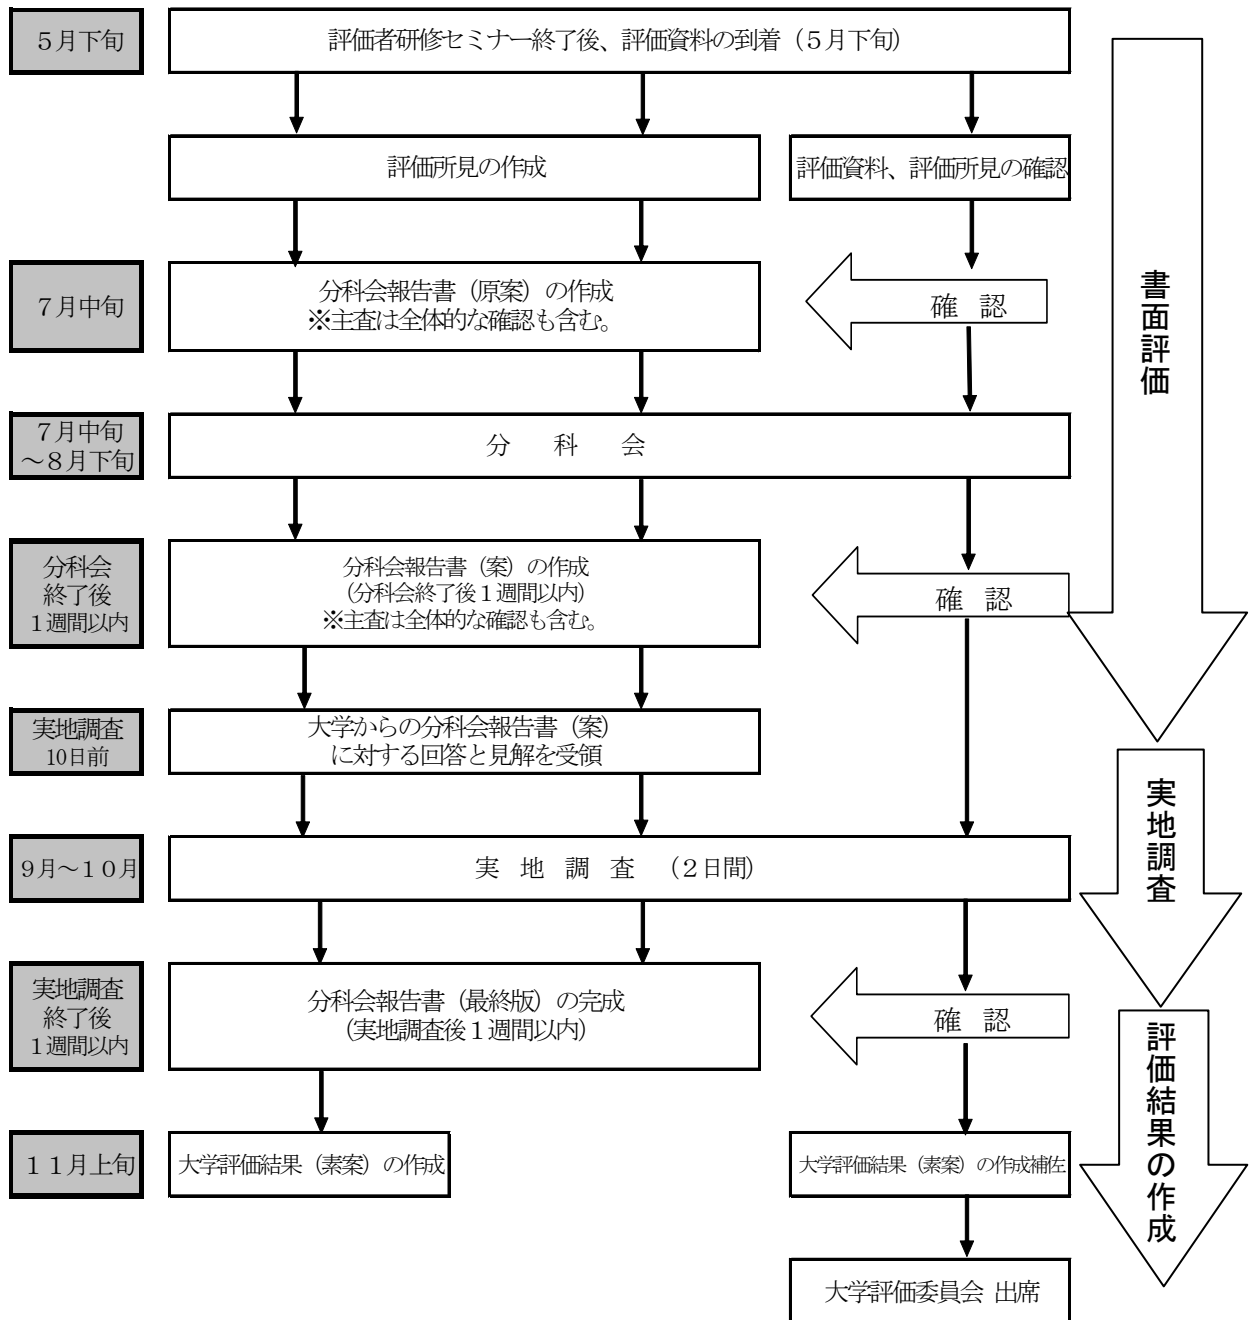 ５月下旬
評価者研修セミナー終了後、評価資料の到着（５月下旬）
評価所見の作成
評価資料、評価所見の確認
７月中旬
分科会報告書（原案）の作成
※主査は全体的な確認も含む。
確　認
書面評価
７月中旬
～８月下旬
分　科　会
分科会
終了後
１週間以内
分科会報告書（案）の作成
（分科会終了後１週間以内）
※主査は全体的な確認も含む。
確　認
実地調査
10日前
大学からの分科会報告書（案）
に対する回答と見解を受領
実地調査
９月～１０月
実　地　調　査　（２日間）
実地調査
終了後
１週間以内
分科会報告書（最終版）の完成
（実地調査後１週間以内）
確　認
評価結果の作成
１１月上旬
大学評価結果（素案）の作成
大学評価結果（素案）の作成補佐
大学評価委員会 出席